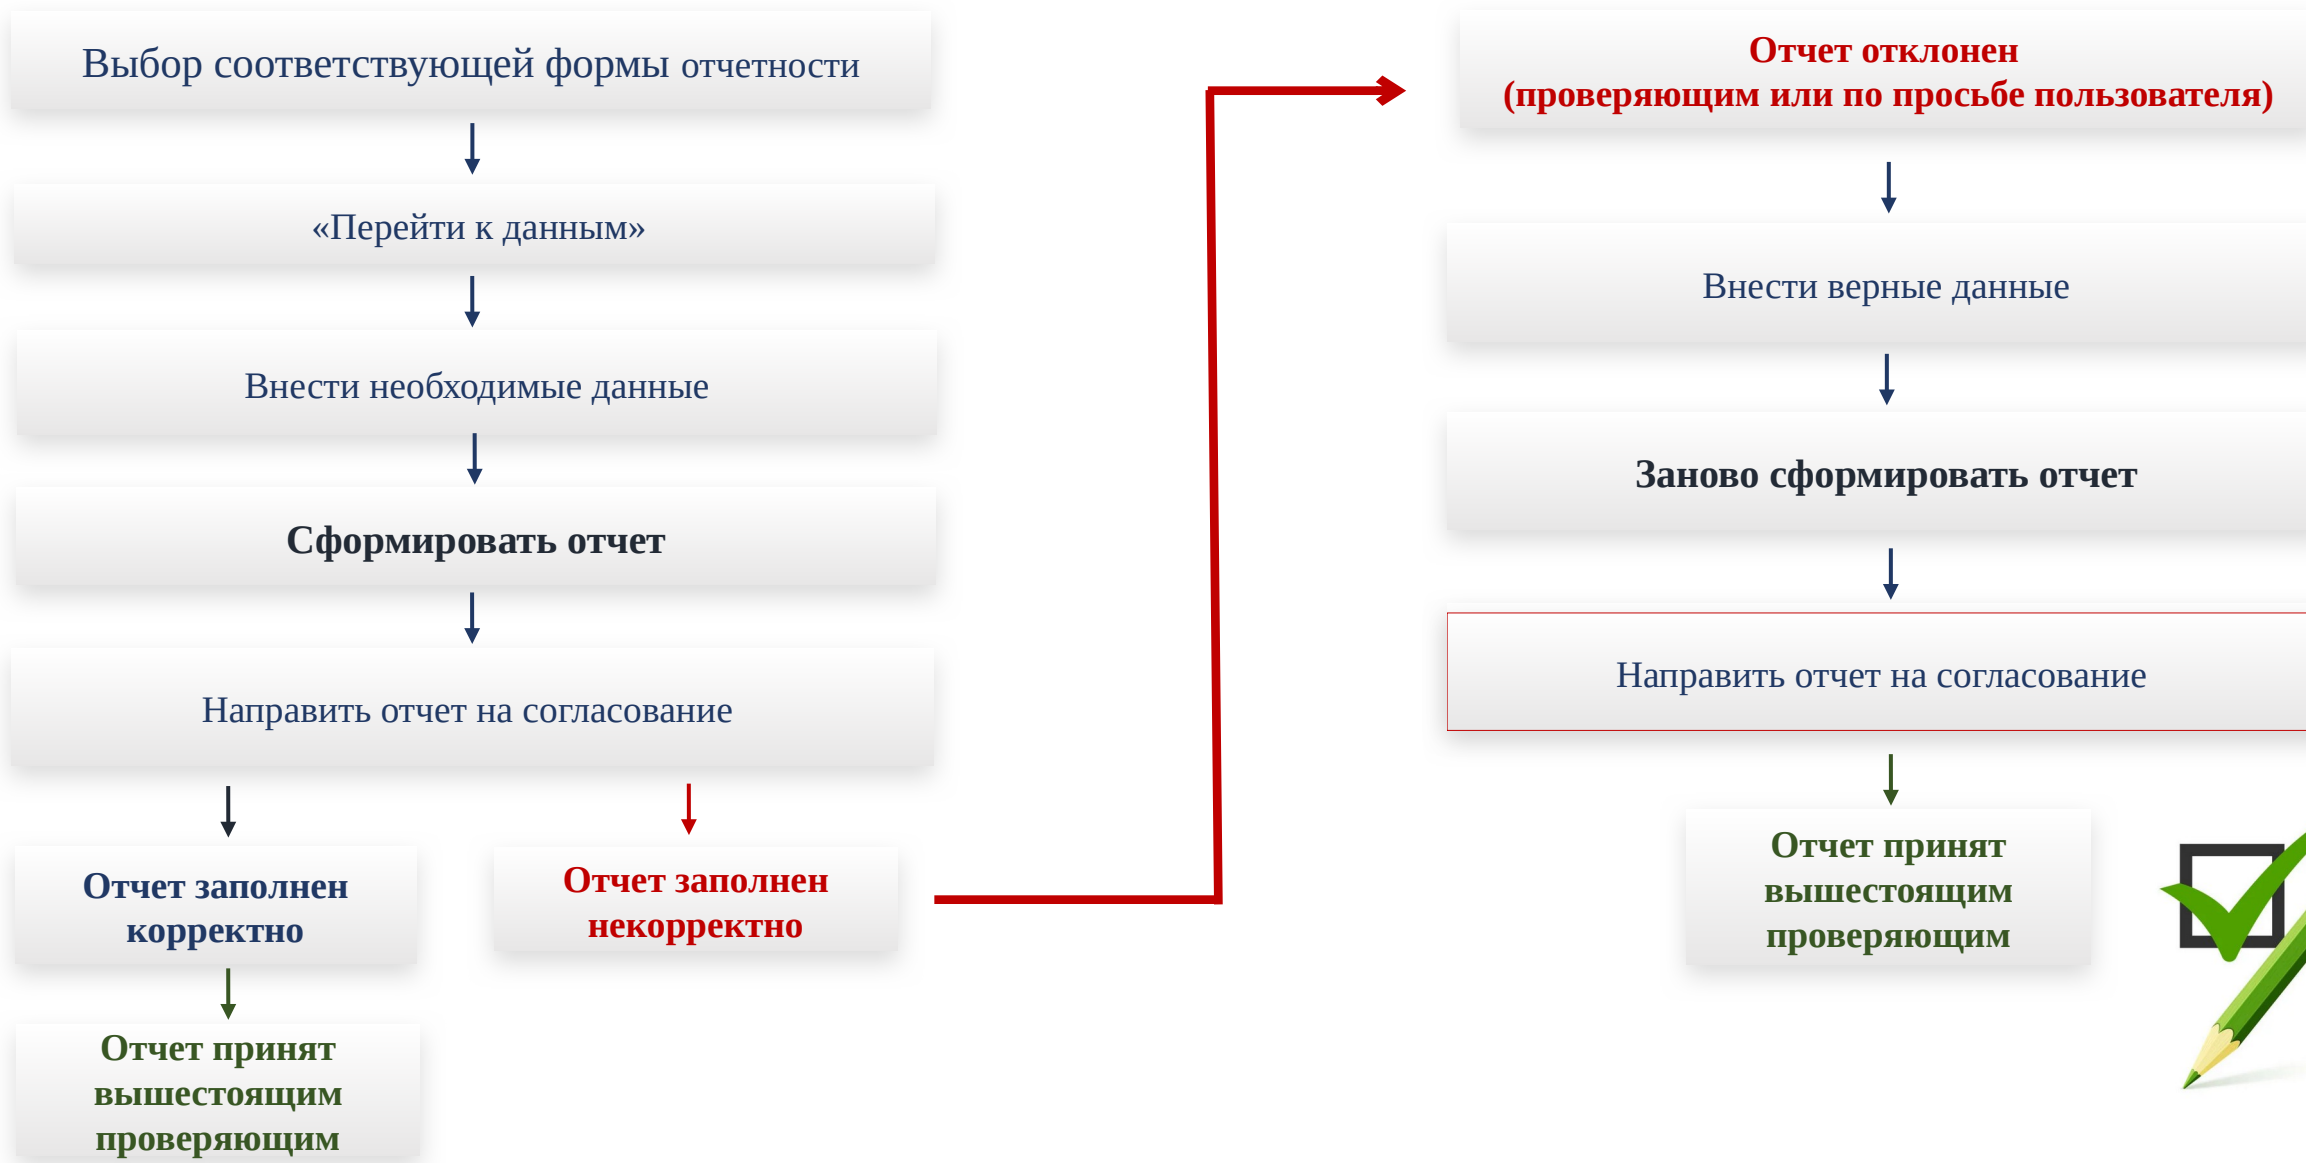 Выбор соответствующей формы отчетности
«Перейти к данным»
Внести необходимые данные
Сформировать отчет
Направить отчет на согласование
Отчет заполнен
корректно
Отчет заполнен
некорректно
Отчет принят
вышестоящим
проверяющим
Отчет отклонен
(проверяющим или по просьбе пользователя)
Внести верные данные
Заново сформировать отчет
Направить отчет на согласование
Отчет принят
вышестоящим
проверяющим